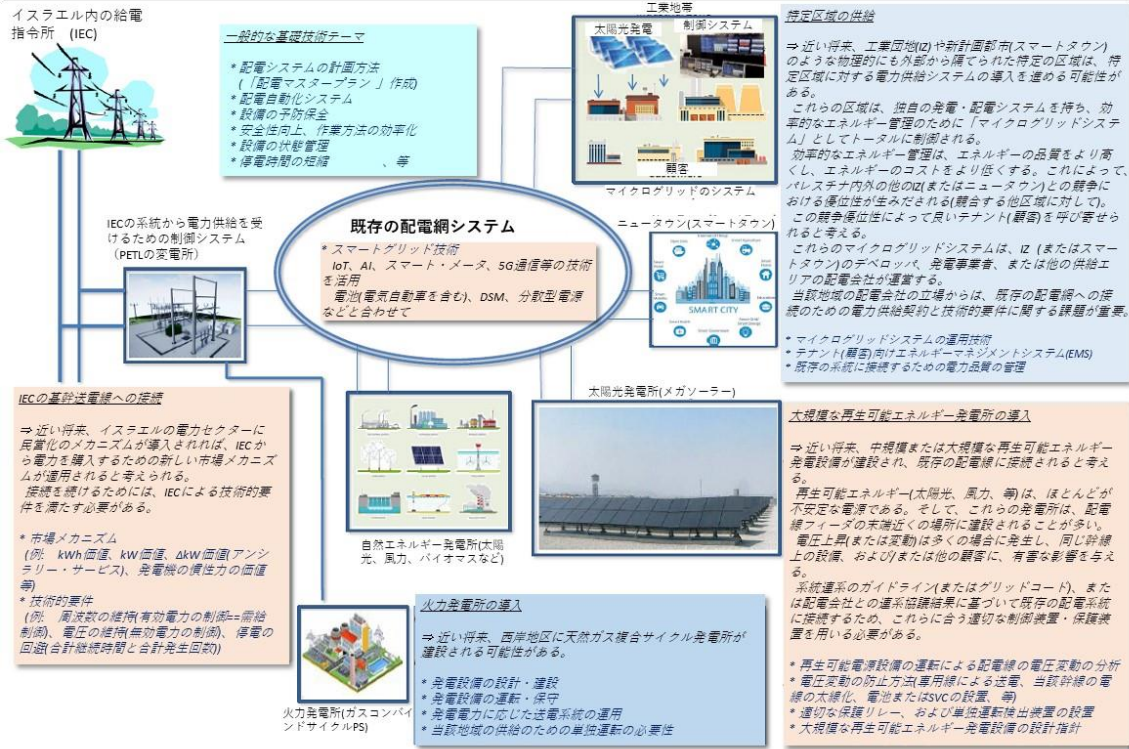 イスラエル内の給電
指令所 (IEC)
一般的な基礎技術テーマ
* 配電システムの計画方法
(「配電マスタープラン 」作成)
* 配電自動化システム
* 設備の予防保全
* 安全性向上、作業方法の効率化
* 設備の状態管理
* 停電時間の短縮 、等
工業地帯
太陽光発電
制御システム
顧客
マイクログリッドのシステム
特定区域の供給
⇒ 近い将来、工業団地(IZ)や新計画都市(スマートタウン)
のような物理的にも外部から隔てられた特定の区域は、特
定区域に対する電力供給システムの導入を進める可能性が
ある。
これらの区域は、独自の発電・配電システムを持ち、効
率的なエネルギー管理のために「マイクログリッドシステ
ム」としてトータルに制御される。
効率的なエネルギー管理は、エネルギーの品質をより高
くし、エネルギーのコストをより低くする。これによって、
パレスチナ内外の他のIZ(またはニュータウン)との競争に
おける優位性が生みだされる(競合する他区域に対して)。
この競争優位性によって良いテナント(顧客)を呼び寄せら
れると考える。
これらのマイクログリッドシステムは、IZ (またはスマー
トタウン)のデベロッパ、発電事業者、または他の供給エ
リアの配電会社が運営する。
当該地域の配電会社の立場からは、既存の配電網への接
続のための電力供給契約と技術的要件に関する課題が重要。
* マイクログリッドシステムの運用技術
* テナント(顧客)向けエネルギーマネジメントシステム(EMS)
* 既存の系統に接続するための電力品質の管理
IECの系統から電力供給を受
けるための制御システム
(PETLの変電所)
既存の配電網システム
* スマートグリッド技術
IoT、AI、スマート・メータ、5G通信等の技術
を活用
電池(電気自動車を含む)、DSM、分散型電源
などと合わせて
ニュータウン(スマートタウン)
SMART CITY
IECの基幹送電線への接続
⇒ 近い将来、イスラエルの電力セクターに
民営化のメカニズムが導入されれば、IECか
ら電力を購入するための新しい市場メカニズ
ムが適用されると考えられる。
接続を続けるためには、IECによる技術的要
件を満たす必要がある。
* 市場メカニズム
(例: kWh価値、kW価値、ΔkW価値(アンシ
ラリー・サービス)、発電機の慣性力の価値
等)
* 技術的要件
(例: 周波数の維持(有効電力の制御==需給
制御)、電圧の維持(無効電力の制御)、停電の
回避(合計継続時間と合計発生回数))
自然エネルギー発電所(太陽
光、風力、バイオマスなど)
太陽光発電所(メガソーラー)
大規模な再生可能エネルギー発電所の導入
⇒ 近い将来、中規模または大規模な再生可能エネルギー
発電設備が建設され、既存の配電線に接続されると考え
る。
再生可能エネルギー(太陽光、風力、等)は、ほとんどが
不安定な電源である。そして、これらの発電所は、配電
線フィーダの末端近くの場所に建設されることが多い。
電圧上昇(または変動)は多くの場合に発生し、同じ幹線
上の設備、および/または他の顧客に、有害な影響を与え
る。
系統連系のガイドライン(またはグリッドコード)、また
は配電会社との連系協議結果に基づいて既存の配電系統
に接続するため、これらに合う適切な制御装置・保護装
置を用いる必要がある。
* 再生可能電源設備の運転による配電線の電圧変動の分析
* 電圧変動の防止方法(専用線による送電、当該幹線の電
線の太線化、電池またはSVCの設置、等)
* 適切な保護リレー、および単独運転検出装置の設置
* 大規模な再生可能エネルギー発電設備の設計指針
火力発電所(ガスコンバイ
ンドサイクルPS)
火力発電所の導入
⇒ 近い将来、西岸地区に天然ガス複合サイクル発電所が
建設される可能性がある。
* 発電設備の設計・建設
* 発電設備の運転・保守
* 発電電力に応じた送電系統の運用
* 当該地域の供給のための単独運転の必要性